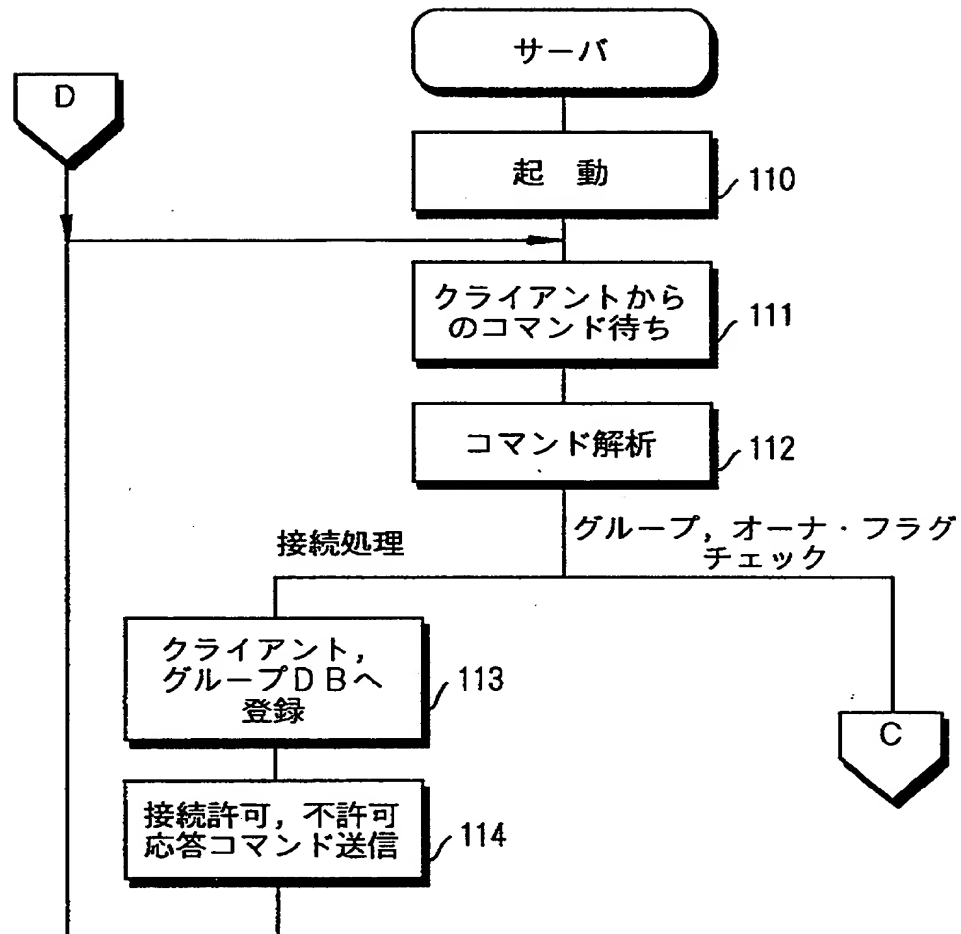 サーバ
D
起 動
110
クライアントから
のコマンド待ち
111
コマンド解析
112
接続処理
グループ, オーナ・フラグ
チェック
クライアント,
グループDBへ
登録
113
C
接続許可, 不許可
応答コマンド送信
114